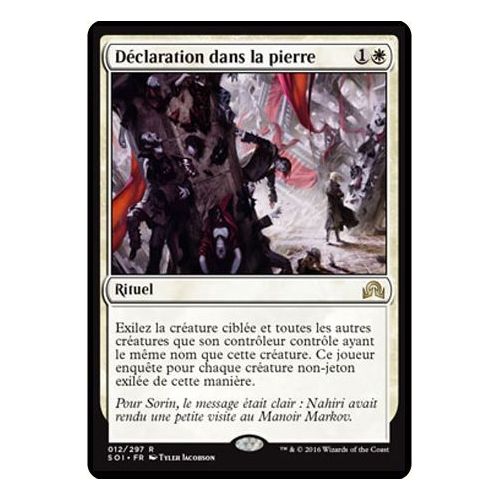 Déclaration dans la pierre 1
Rituel
Exilez la créature ciblée et toutes les autres
créatures que son contrôleur contrôle ayant
le même nom que cette créature. Ce joueur
enquête pour chaque créature non-jeton
exilée de cette manière.
Pour Sorin, le message était clair : Nahiri avait
rendu une petite visite au Manoir Markov.
012/297 R
SOI • FR Tyler Jacobson
™ & © 2016 Wizards of the Coast